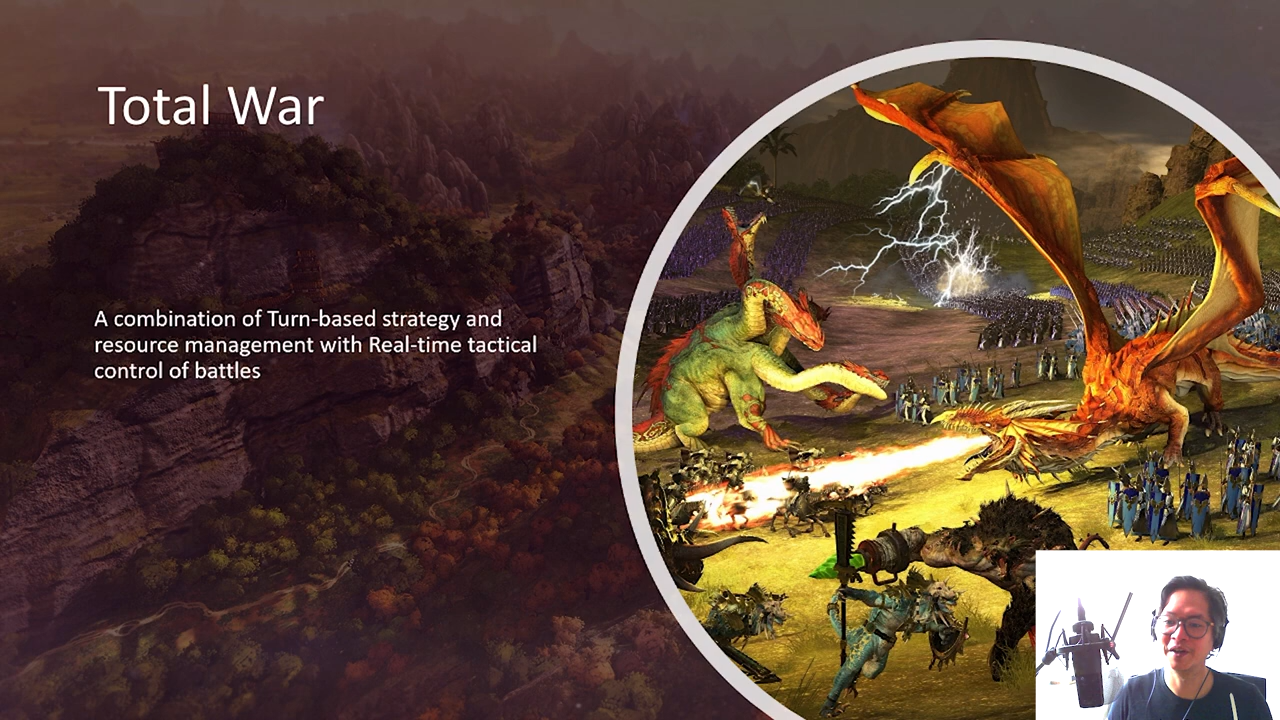 Total War
A combination of Turn-based strategy and
resource management with Real-time tactical
control of battles